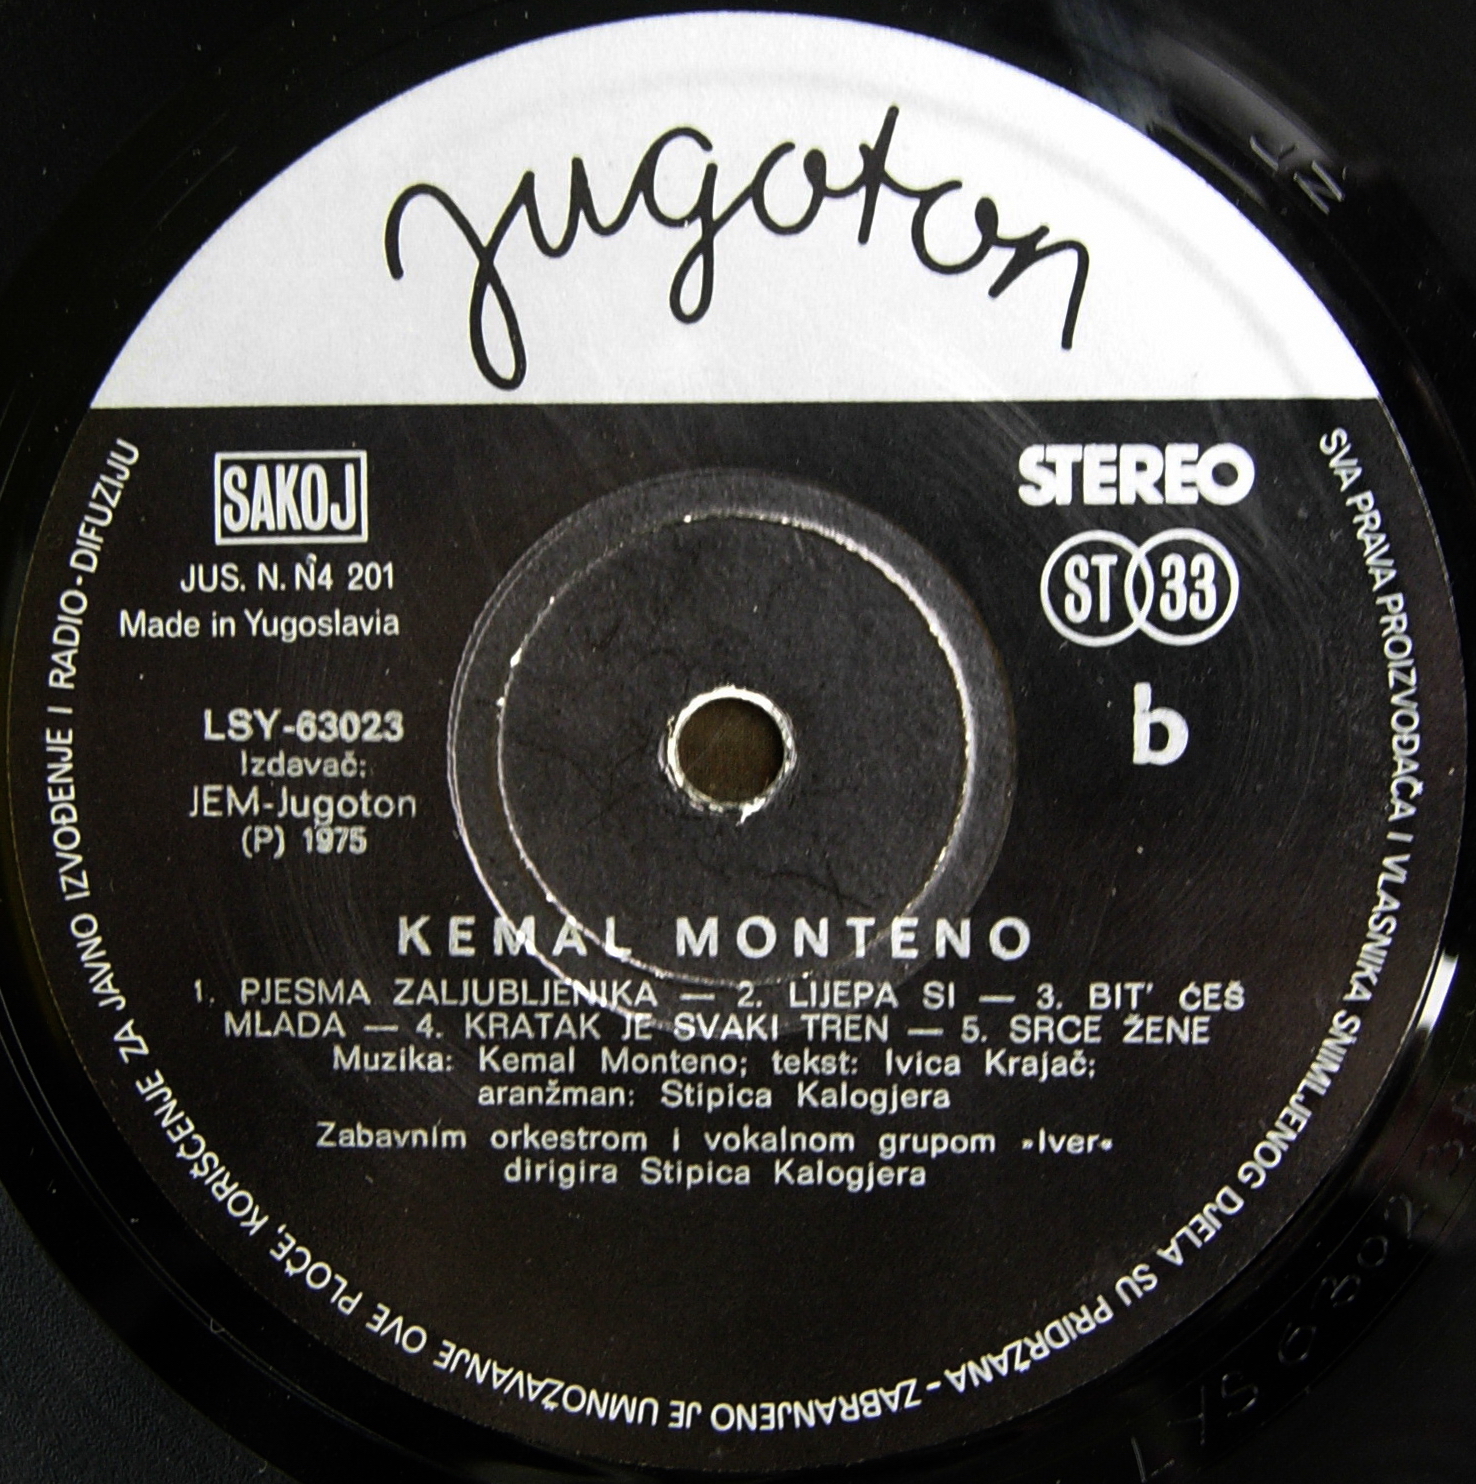 jugoton
SAKOJ
JUS. N. N4 201
Made in Yugoslavia
LSY-63023
Izdavač:
JEM-Jugoton
(P) 1975
STEREO
ST 33
b
KEMAL MONTENO
1. PJESMA ZALJUBLJENIKA — 2. LIJEPA SI — 3. BIT' ĆEŠ
MLADA — 4. KRATAK JE SVAKI TREN — 5. SRCE ŽENE
Muzika: Kemal Monteno; tekst: Ivica Krajač;
aranžman: Stipica Kalogjera
Zabavnim orkestrom i vokalnom grupom »Iver«
dirigira Stipica Kalogjera
SVA PRAVA PROIZVOĐAČA I VLASNIKA SNIMLJENOG DJELA SU PRIDRŽANA - ZABRANJENO JE UMNOŽAVANJE OVE PLOČE, KORIŠĆENJE ZA JAVNO IZVOĐENJE I RADIO-DIFUZIJU